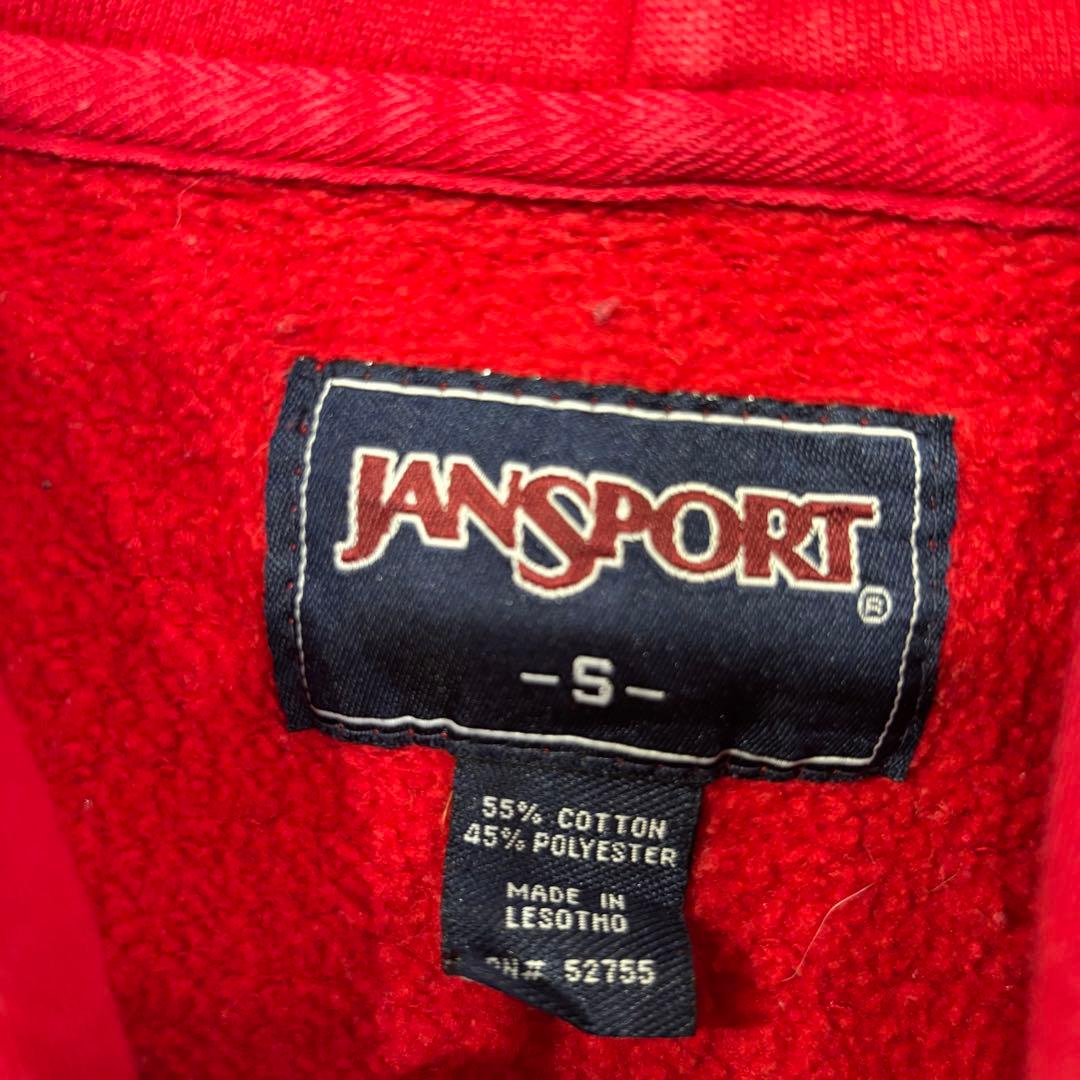 JANSPORT
®
-S-
55% COTTON
45% POLYESTER
MADE IN
LESOTHO
RN# 52755